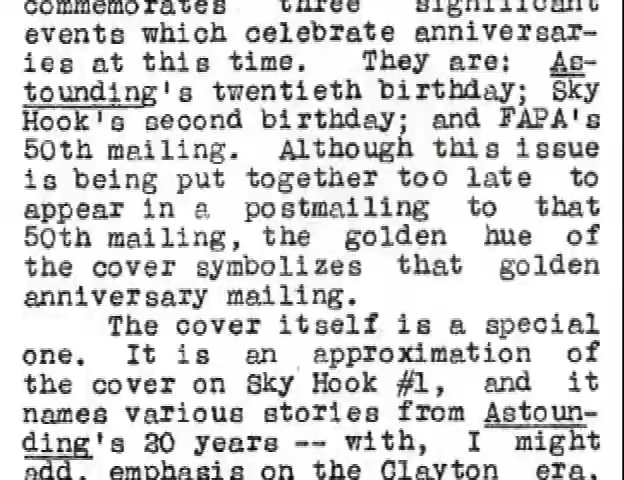 commemorates three significant
events which celebrate anniversar-
ies at this time. They are: As-
tounding's twentieth birthday; Sky
Hook's second birthday; and FAPA's
50th mailing. Although this issue
is being put together too late to
appear in a postmailing to that
50th mailing, the golden hue of
the cover symbolizes that golden
anniversary mailing.
The cover itself is a special
one. It is an approximation of
the cover on Sky Hook #1, and it
names various stories from Astoun-
ding's 20 years -- with, I might
add, emphasis on the Clayton era.